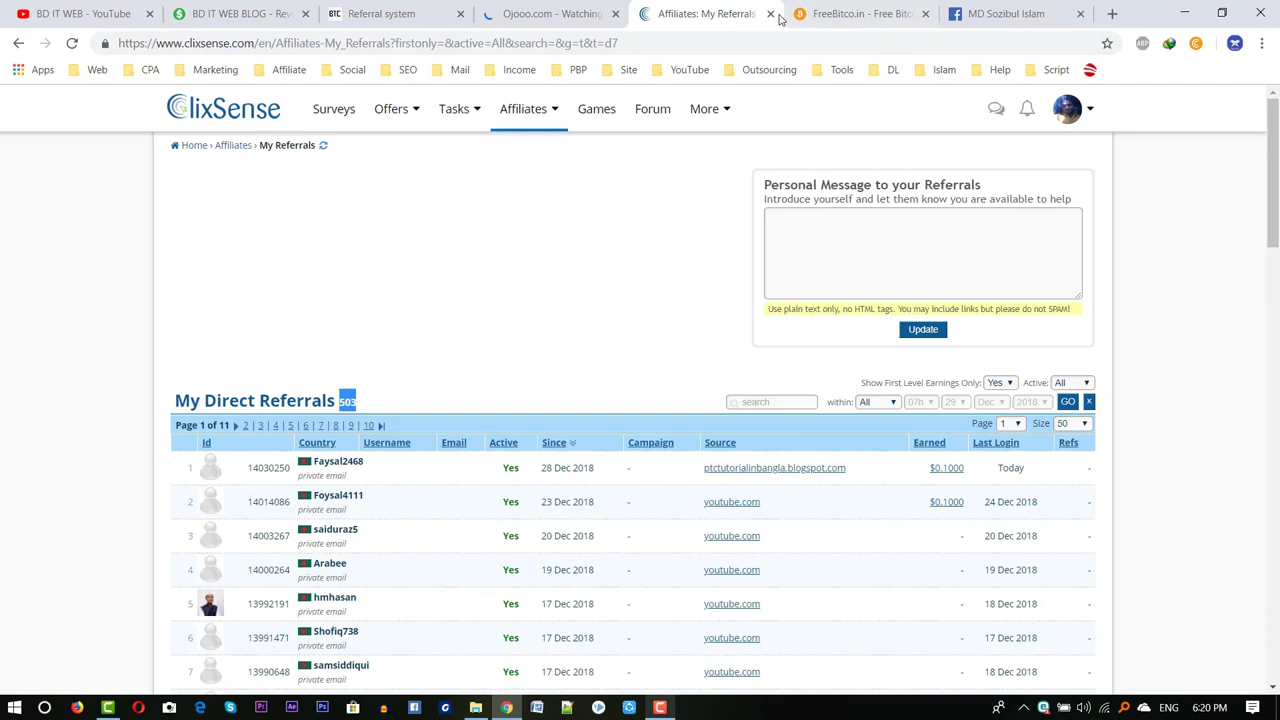 BD IT WEB - YouTube
BD IT WEB BLOG - Rev
BTC Referral system
Ojooo.com - Watching
Affiliates: My Referrals
FreeBitco.in - Free Bitc
MD Sozibul Islam
https://www.clixsense.com/en/Affiliates-My_Referrals?firstonly=&active=All&search=&g=t&t=d7
ABP
Apps Web CPA Marketing Affiliate Social SEO Mail Income PBP Site YouTube Outsourcing Tools DL Islam Help Script
ClixSense Surveys Offers Tasks Affiliates Games Forum More
Home › Affiliates › My Referrals
Personal Message to your Referrals
Introduce yourself and let them know you are available to help
Use plain text only, no HTML tags. You may include links but please do not SPAM!
Update
Show First Level Earnings Only: Yes Active: All
My Direct Referrals 503 search within: All 07h 29 Dec 2018 GO x
Page 1 of 11 2 | 3 | 4 | 5 | 6 | 7 | 8 | 9 | 10 Page 1 Size 50
Id Country Username Email Active Since Campaign Source Earned Last Login Refs
1 14030250 Faysal2468 private email Yes 28 Dec 2018 - ptctutorialinbangla.blogspot.com $0.1000 Today -
2 14014086 Foysal4111 private email Yes 23 Dec 2018 - youtube.com $0.1000 24 Dec 2018 -
3 14003267 saiduraz5 private email Yes 20 Dec 2018 - youtube.com - 20 Dec 2018 -
4 14000264 Arabee private email Yes 19 Dec 2018 - youtube.com - 19 Dec 2018 -
5 13992191 hmhasan private email Yes 17 Dec 2018 - youtube.com - 18 Dec 2018 -
6 13991471 Shofiq738 private email Yes 17 Dec 2018 - youtube.com - 17 Dec 2018 -
7 13990648 samsiddiqui private email Yes 17 Dec 2018 - youtube.com - 18 Dec 2018 -
Pr Ae Ps ENG 6:20 PM